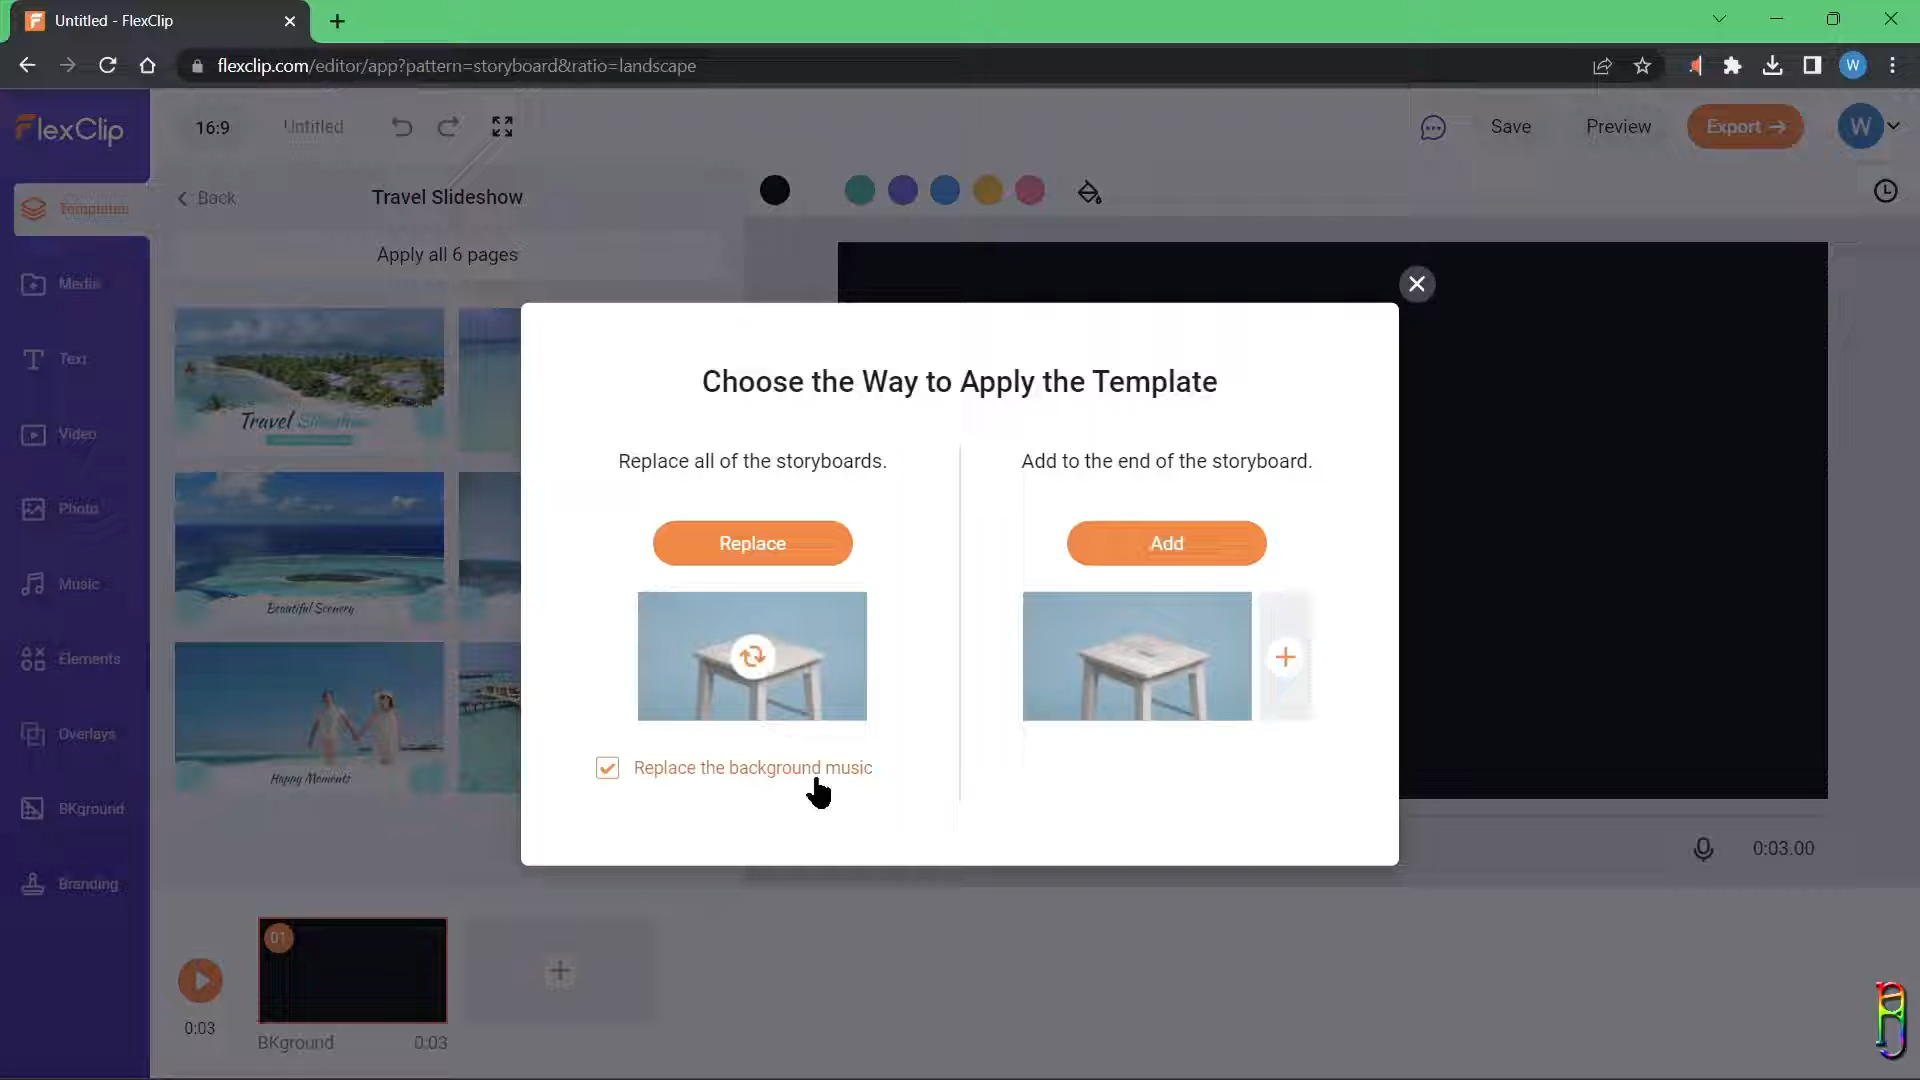 Untitled - FlexClip
flexclip.com/editor/app?pattern=storyboard&ratio=landscape
W
FlexClip
16:9
Untitled
Save
Preview
Export
W
Templates
Back
Travel Slideshow
Apply all 6 pages
Media
Text
Video
Photo
Music
Elements
Overlays
BKground
Branding
Travel Slideshow
Beautiful Scenery
Happy Moments
Choose the Way to Apply the Template
Replace all of the storyboards.
Add to the end of the storyboard.
Replace
Add
Replace the background music
0:03.00
01
0:03
BKground
0:03